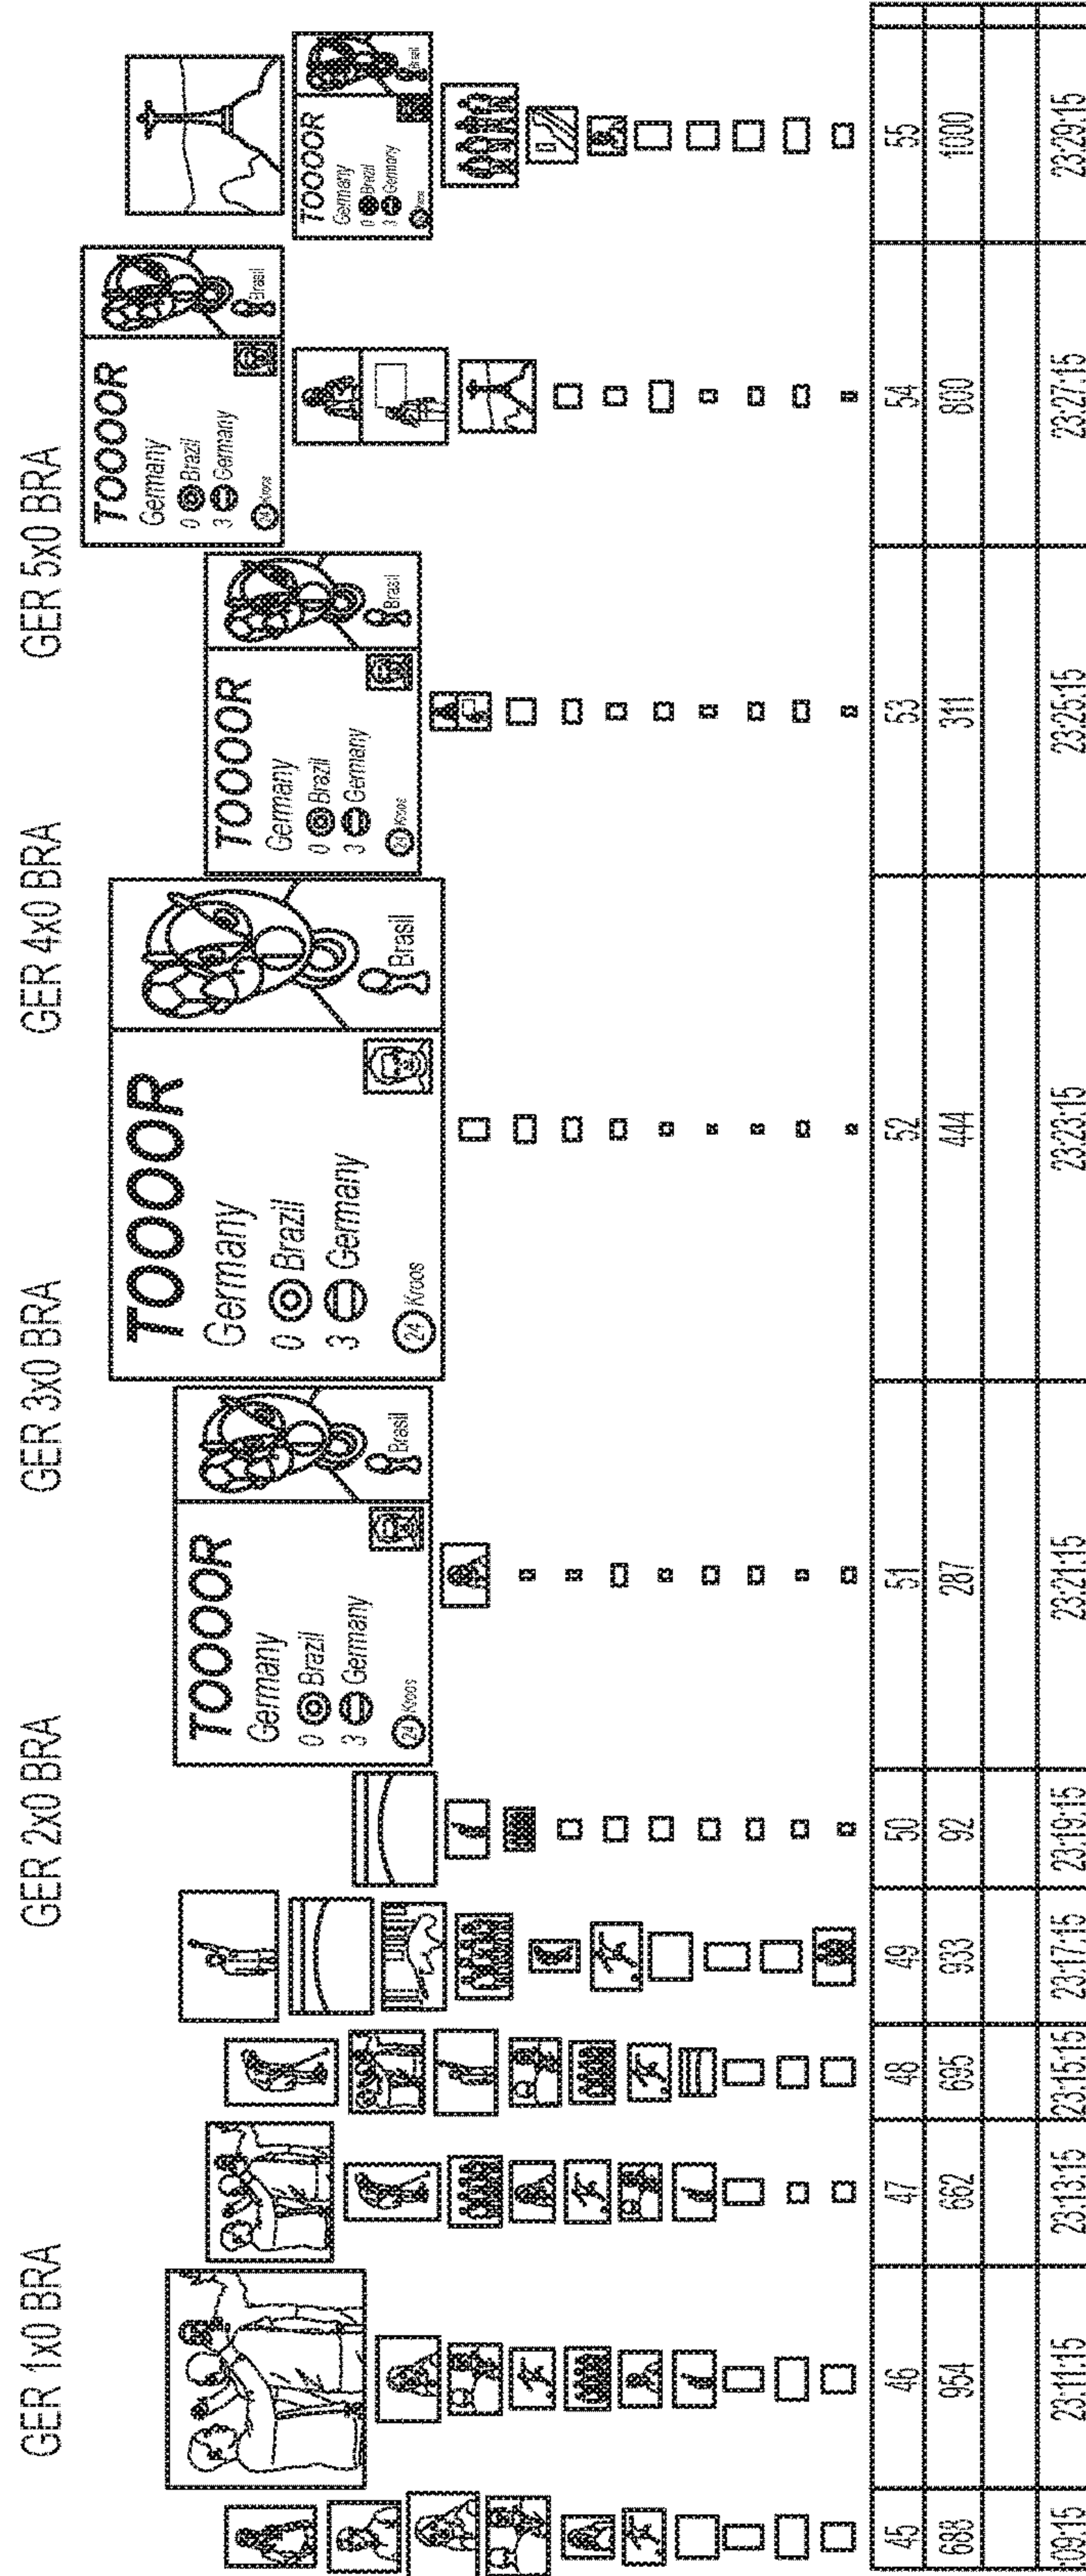 GER 1x0 BRA
GER 2x0 BRA
GER 3x0 BRA
GER 4x0 BRA
GER 5x0 BRA
TOOOOR
Germany
0 Brazil
3 Germany
24 Kroos
Brasil
TOOOOR
Germany
0 Brazil
3 Germany
24 Kroos
Brasil
TOOOOR
Germany
0 Brazil
3 Germany
24 Kroos
Brasil
TOOOOR
Germany
0 Brazil
3 Germany
24 Kroos
Brasil
TOOOOR
Germany
0 Brazil
3 Germany
Brasil
45 46 47 48 49 50 51 52 53 54 55
688 954 662 695 933 92 287 444 311 800 1000
:09:15 23:11:15 23:13:15 23:15:15 23:17:15 23:19:15 23:21:15 23:23:15 23:25:15 23:27:15 23:29:15